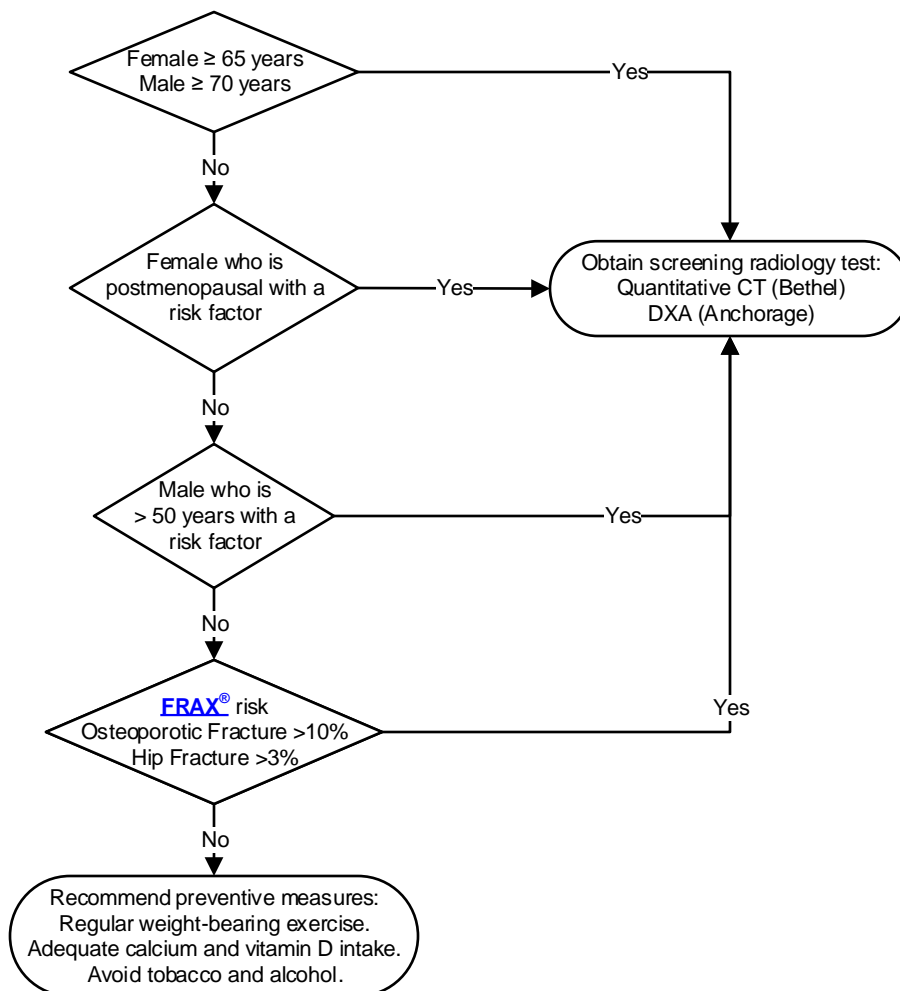 Female ≥ 65 years
Male ≥ 70 years
Yes
No
Female who is
postmenopausal with a
risk factor
Yes
Obtain screening radiology test:
Quantitative CT (Bethel)
DXA (Anchorage)
No
Male who is
> 50 years with a
risk factor
Yes
No
FRAX® risk
Osteoporotic Fracture >10%
Hip Fracture >3%
Yes
No
Recommend preventive measures:
Regular weight-bearing exercise.
Adequate calcium and vitamin D intake.
Avoid tobacco and alcohol.